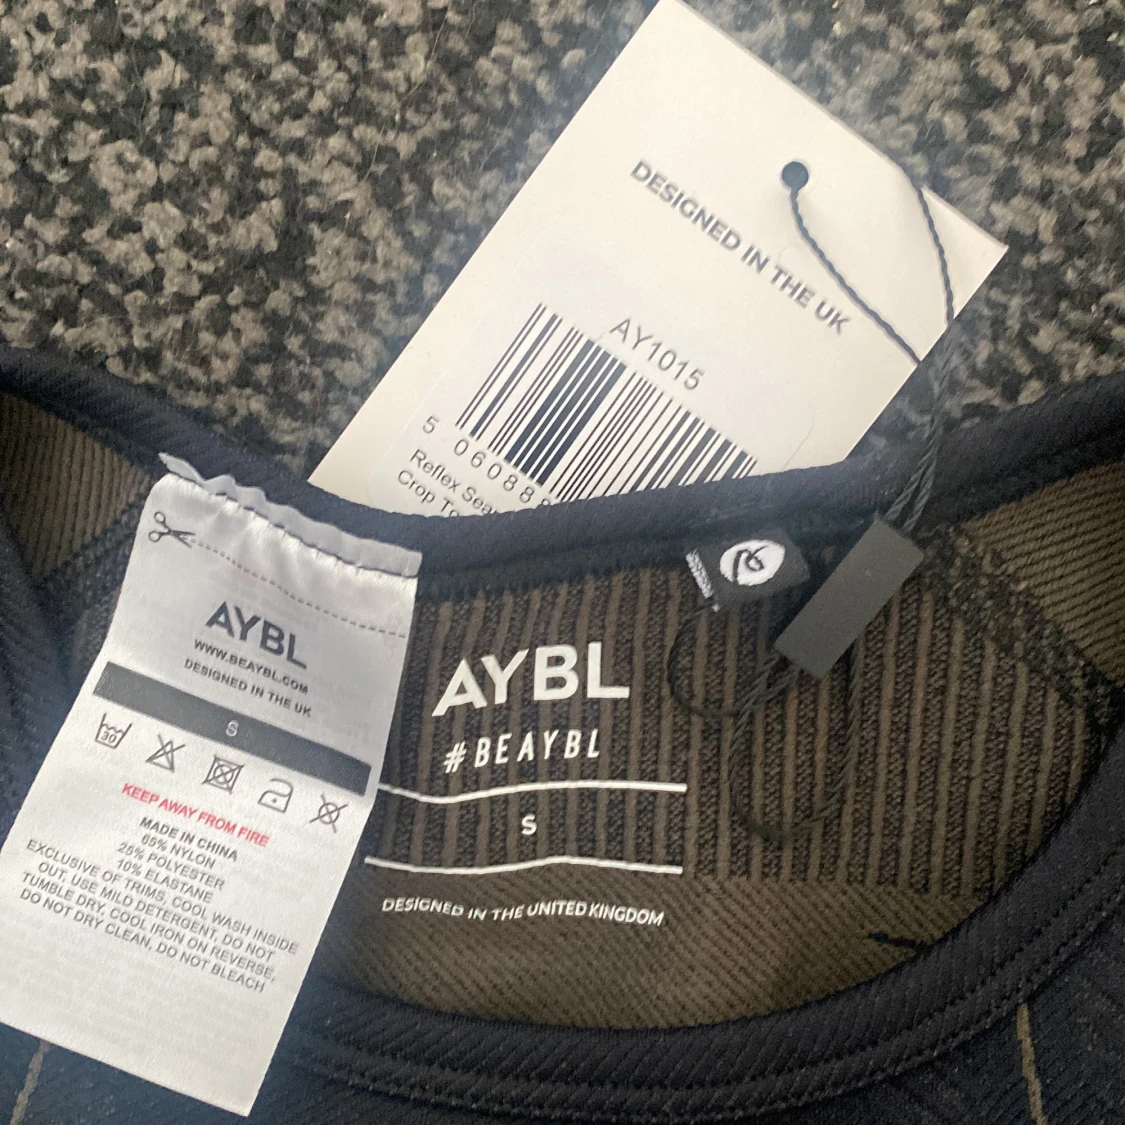 DESIGNED IN THE UK
AY1015
5 06088
Reflex
Crop
AYBL
WWW.BEAYBL.COM
DESIGNED IN THE UK
S
30
KEEP AWAY FROM FIRE
MADE IN CHINA
65% NYLON
25% POLYESTER
10% ELASTANE
EXCLUSIVE OF TRIMS, COOL WASH INSIDE
OUT, USE MILD DETERGENT, DO NOT
TUMBLE DRY, COOL IRON ON REVERSE,
DO NOT DRY CLEAN, DO NOT BLEACH
AYBL
#BEAYBL
S
DESIGNED IN THE UNITED KINGDOM